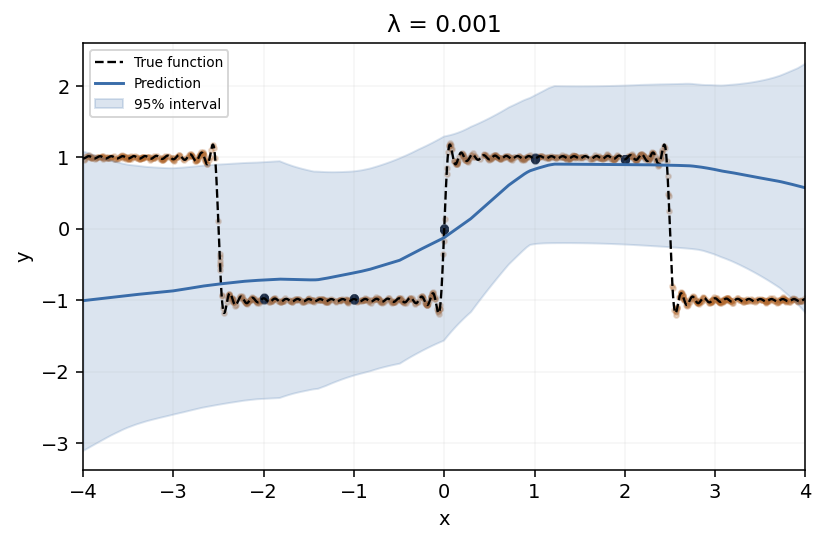 λ = 0.001
True function
Prediction
95% interval
y
2
1
0
−1
−2
−3
−4 −3 −2 −1 0 1 2 3 4
x